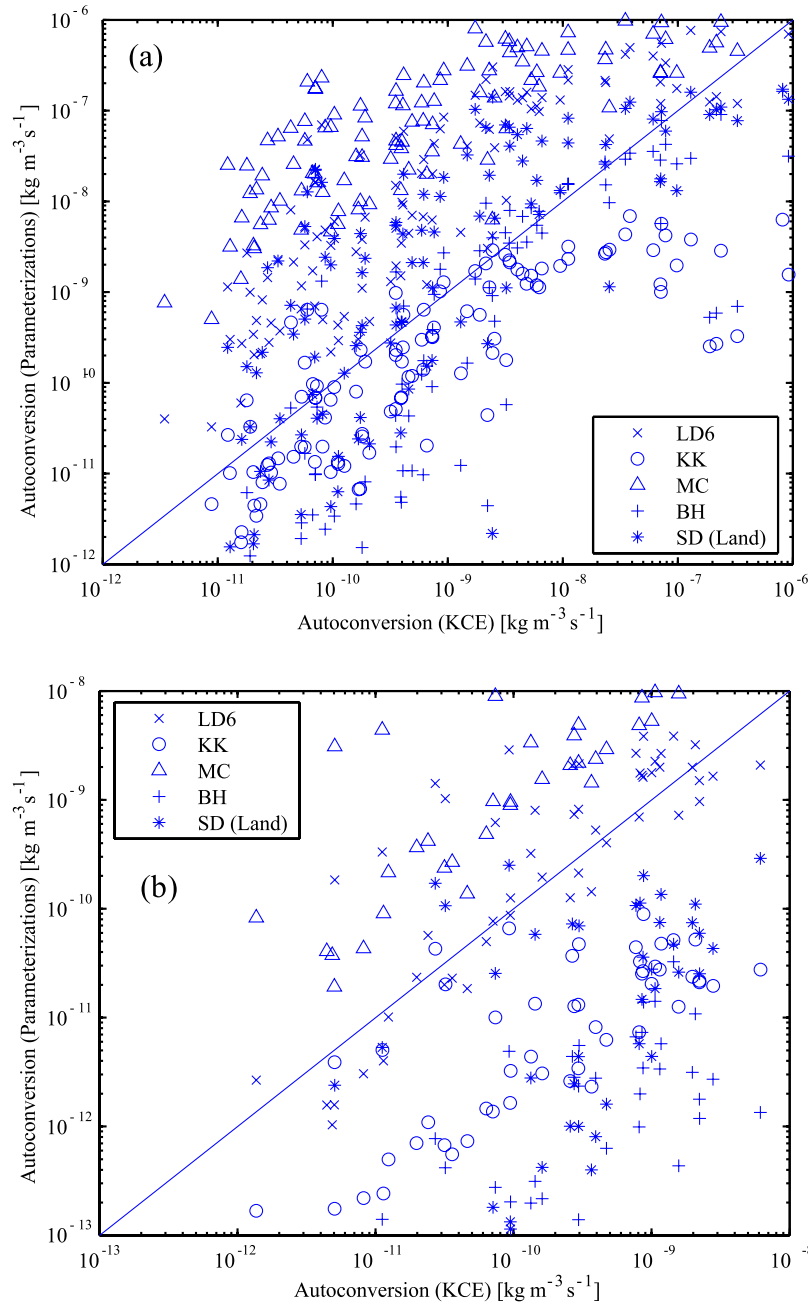 (a)
Autoconversion (Parameterizations) [kg m⁻³ s⁻¹]
10⁻⁶
10⁻⁷
10⁻⁸
10⁻⁹
10⁻¹⁰
10⁻¹¹
10⁻¹²
LD6
KK
MC
BH
SD (Land)
10⁻¹² 10⁻¹¹ 10⁻¹⁰ 10⁻⁹ 10⁻⁸ 10⁻⁷ 10⁻⁶
Autoconversion (KCE) [kg m⁻³ s⁻¹]
10⁻⁸
10⁻⁹
10⁻¹⁰
10⁻¹¹
10⁻¹²
10⁻¹³
Autoconversion (Parameterizations) [kg m⁻³ s⁻¹]
LD6
KK
MC
BH
SD (Land)
(b)
10⁻¹³ 10⁻¹² 10⁻¹¹ 10⁻¹⁰ 10⁻⁹ 10⁻⁸
Autoconversion (KCE) [kg m⁻³ s⁻¹]